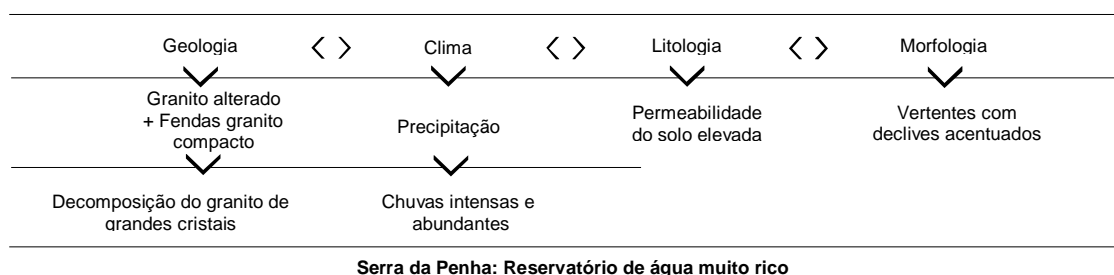 Geologia < > Clima < > Litologia < > Morfologia
Granito alterado
+ Fendas granito
compacto
Precipitação
Permeabilidade
do solo elevada
Vertentes com
declives acentuados
Decomposição do granito de
grandes cristais
Chuvas intensas e
abundantes
Serra da Penha: Reservatório de água muito rico